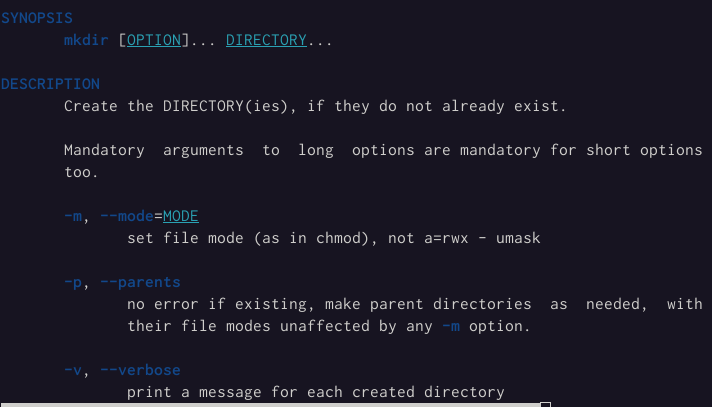 SYNOPSIS
mkdir [OPTION]... DIRECTORY...
DESCRIPTION
Create the DIRECTORY(ies), if they do not already exist.
Mandatory arguments to long options are mandatory for short options
too.
-m, --mode=MODE
set file mode (as in chmod), not a=rwx - umask
-p, --parents
no error if existing, make parent directories as needed, with
their file modes unaffected by any -m option.
-v, --verbose
print a message for each created directory